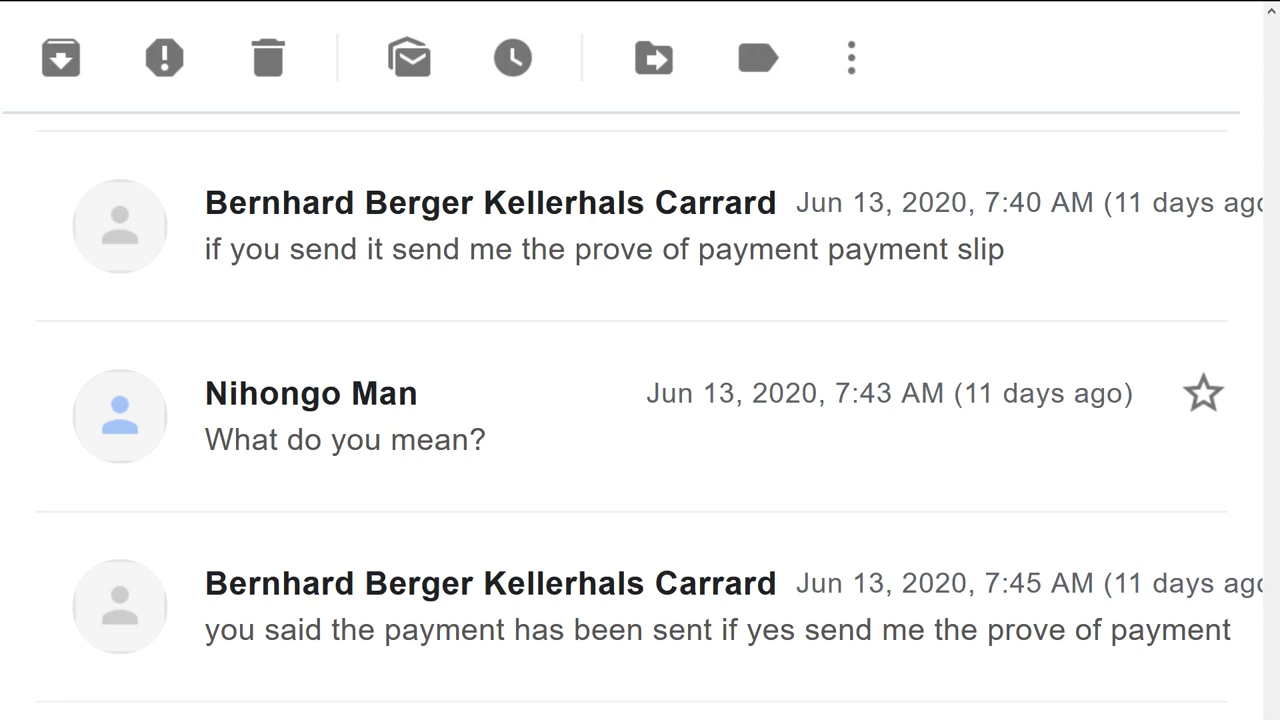 Bernhard Berger Kellerhals Carrard Jun 13, 2020, 7:40 AM (11 days ago
if you send it send me the prove of payment payment slip
Nihongo Man Jun 13, 2020, 7:43 AM (11 days ago)
What do you mean?
Bernhard Berger Kellerhals Carrard Jun 13, 2020, 7:45 AM (11 days ago
you said the payment has been sent if yes send me the prove of payment